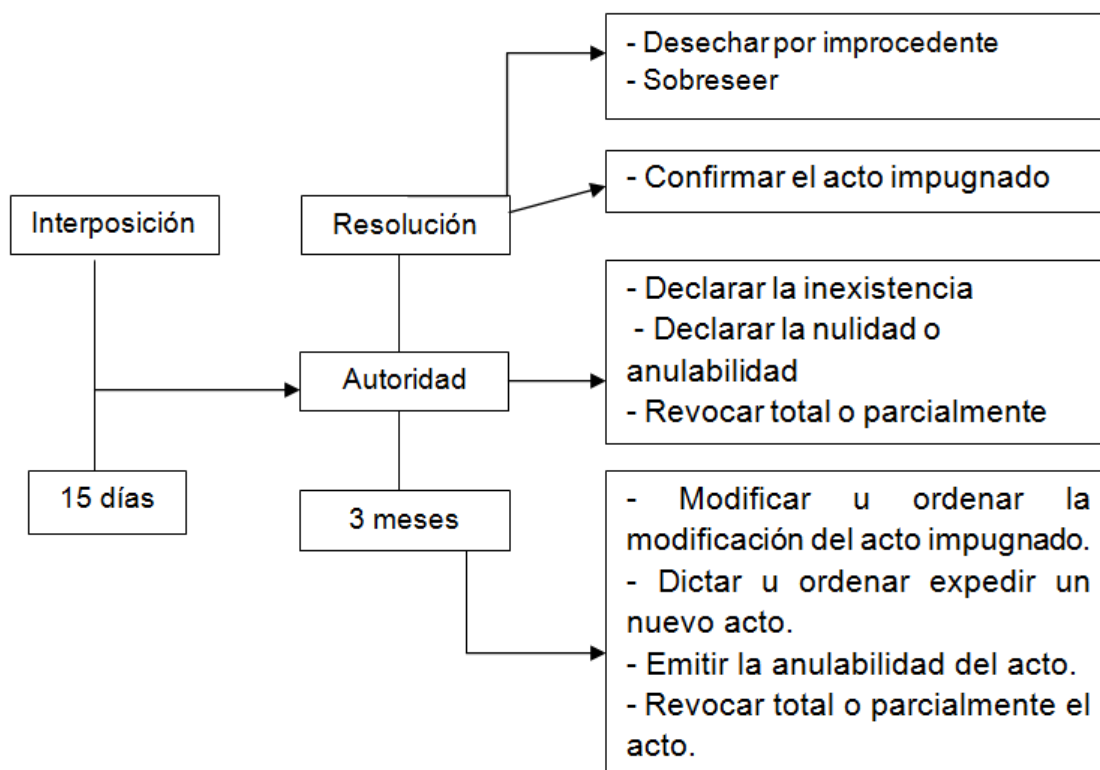 - Desechar por improcedente
- Sobreseer
- Confirmar el acto impugnado
Interposición
Resolución
- Declarar la inexistencia
- Declarar la nulidad o
anulabilidad
- Revocar total o parcialmente
Autoridad
15 días
3 meses
- Modificar u ordenar la
modificación del acto impugnado.
- Dictar u ordenar expedir un
nuevo acto.
- Emitir la anulabilidad del acto.
- Revocar total o parcialmente el
acto.